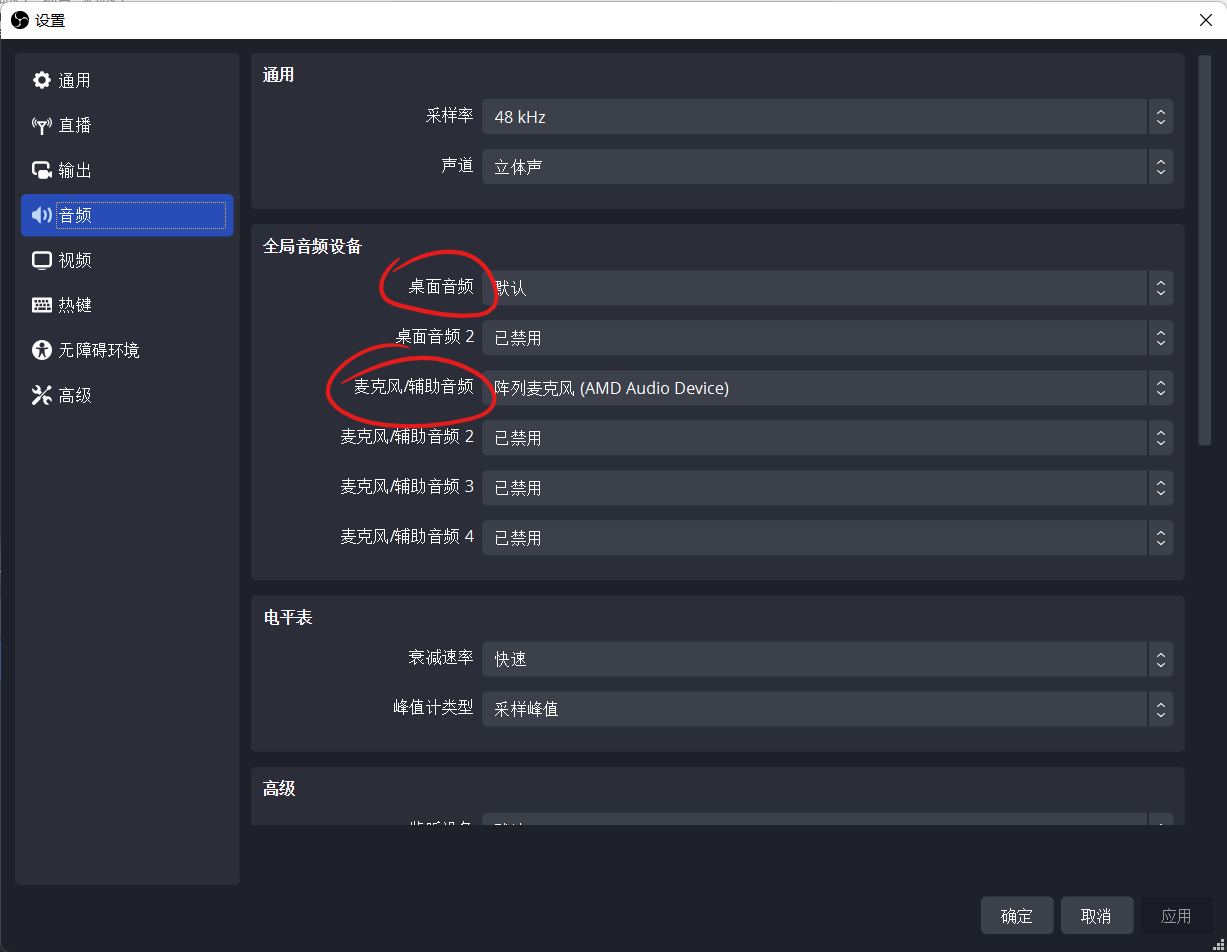 设置
通用
直播
输出
音频
视频
热键
无障碍环境
高级
通用
采样率 48 kHz
声道 立体声
全局音频设备
桌面音频 默认
桌面音频 2 已禁用
麦克风/辅助音频 阵列麦克风 (AMD Audio Device)
麦克风/辅助音频 2 已禁用
麦克风/辅助音频 3 已禁用
麦克风/辅助音频 4 已禁用
电平表
衰减速率 快速
峰值计类型 采样峰值
高级
确定 取消 应用